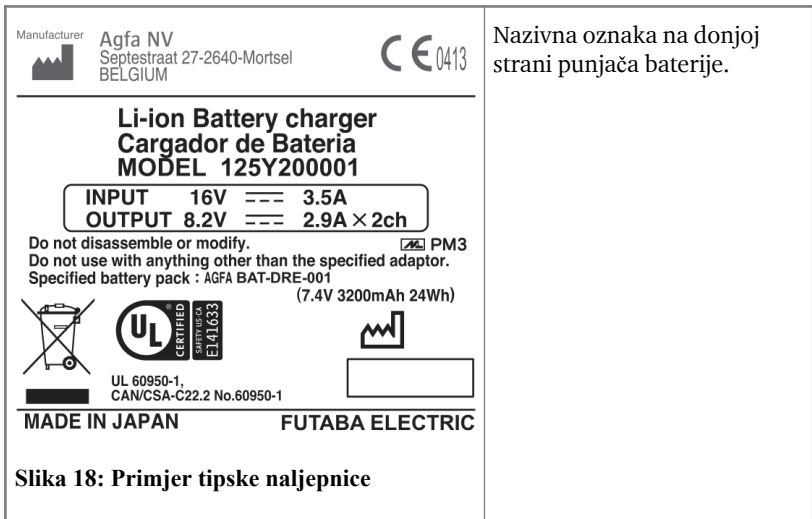 Manufacturer
Agfa NV
Septestraat 27-2640-Mortsel
BELGIUM
CE 0413
Li-ion Battery charger
Cargador de Bateria
MODEL 125Y200001
INPUT 16V ⎓ 3.5A
OUTPUT 8.2V ⎓ 2.9A × 2ch
Do not disassemble or modify.
PM3
Do not use with anything other than the specified adaptor.
Specified battery pack : AGFA BAT-DRE-001
(7.4V 3200mAh 24Wh)
UL ® CERTIFIED
SAFETY US-CA
E141633
UL 60950-1,
CAN/CSA-C22.2 No.60950-1
MADE IN JAPAN FUTABA ELECTRIC
Slika 18: Primjer tipske naljepnice
Nazivna oznaka na donjoj
strani punjača baterije.